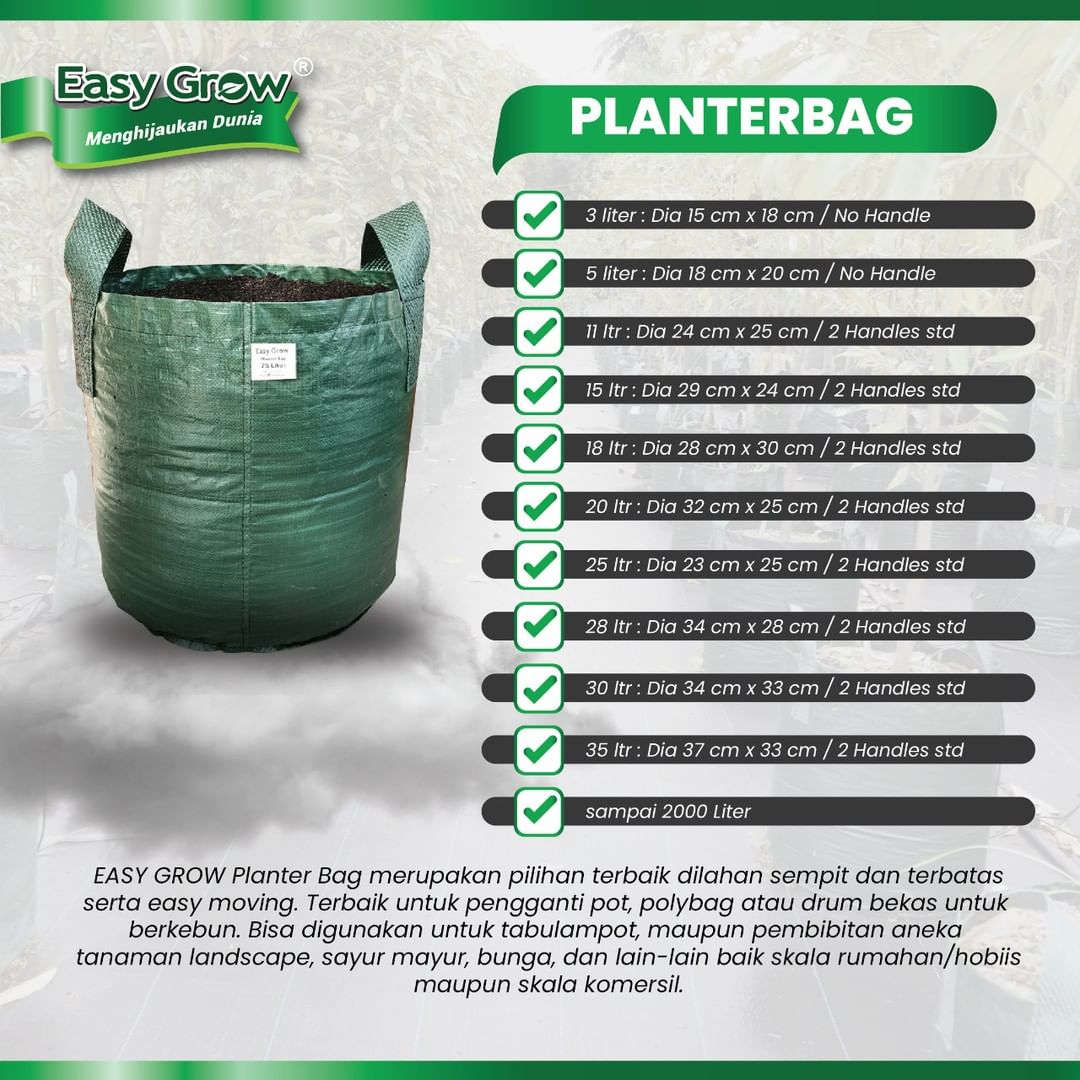 Easy Grow ®
Menghijaukan Dunia
PLANTERBAG
3 liter : Dia 15 cm x 18 cm / No Handle
5 liter : Dia 18 cm x 20 cm / No Handle
11 ltr : Dia 24 cm x 25 cm / 2 Handles std
15 ltr : Dia 29 cm x 24 cm / 2 Handles std
18 ltr : Dia 28 cm x 30 cm / 2 Handles std
20 ltr : Dia 32 cm x 25 cm / 2 Handles std
25 ltr : Dia 23 cm x 25 cm / 2 Handles std
28 ltr : Dia 34 cm x 28 cm / 2 Handles std
30 ltr : Dia 34 cm x 33 cm / 2 Handles std
35 ltr : Dia 37 cm x 33 cm / 2 Handles std
sampai 2000 Liter
Easy Grow
Planter Bag
75 Liter
EASY GROW Planter Bag merupakan pilihan terbaik dilahan sempit dan terbatas
serta easy moving. Terbaik untuk pengganti pot, polybag atau drum bekas untuk
berkebun. Bisa digunakan untuk tabulampot, maupun pembibitan aneka
tanaman landscape, sayur mayur, bunga, dan lain-lain baik skala rumahan/hobiis
maupun skala komersil.